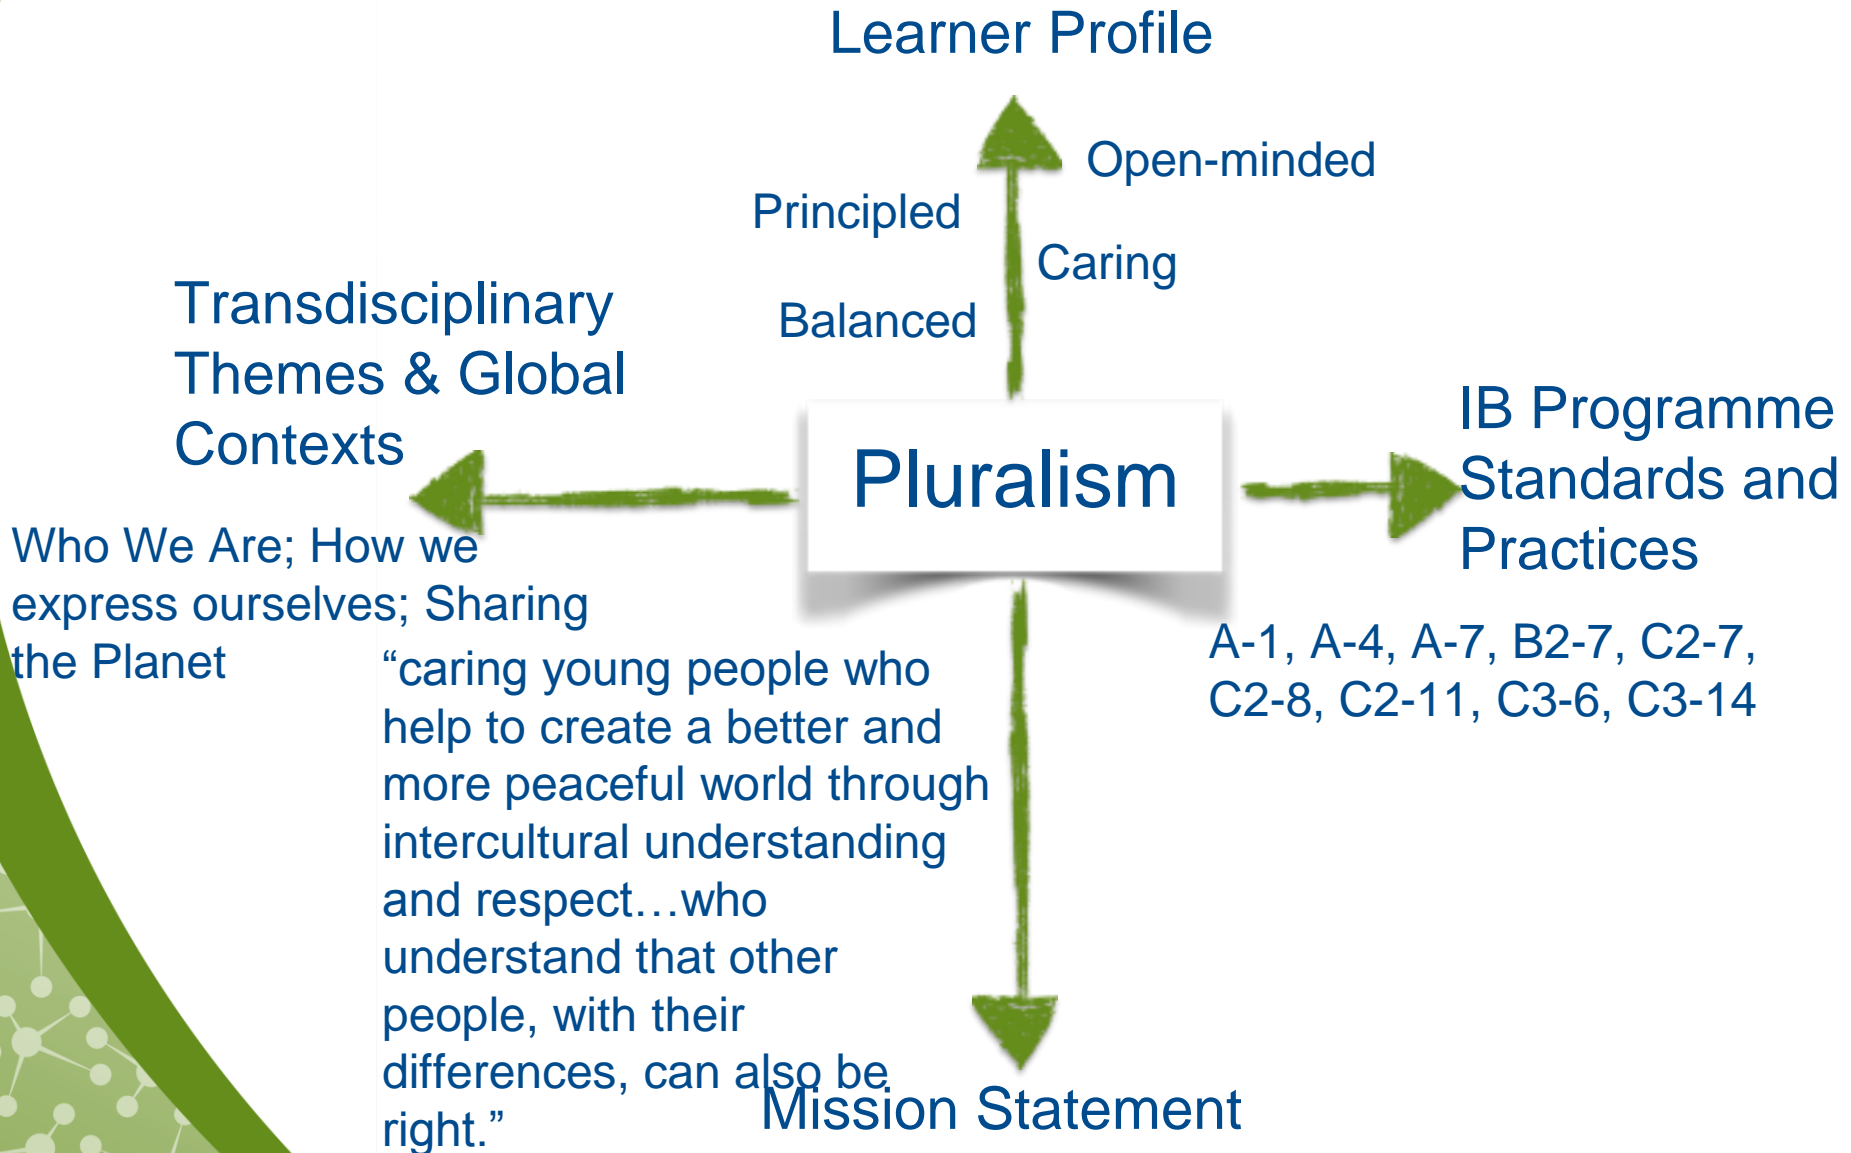 Learner Profile
Open-minded
Principled
Caring
Balanced
Transdisciplinary
Themes & Global
Contexts
Pluralism
IB Programme
Standards and
Practices
Who We Are; How we
express ourselves; Sharing
the Planet
A-1, A-4, A-7, B2-7, C2-7,
C2-8, C2-11, C3-6, C3-14
“caring young people who
help to create a better and
more peaceful world through
intercultural understanding
and respect…who
understand that other
people, with their
differences, can also be
right.”
Mission Statement